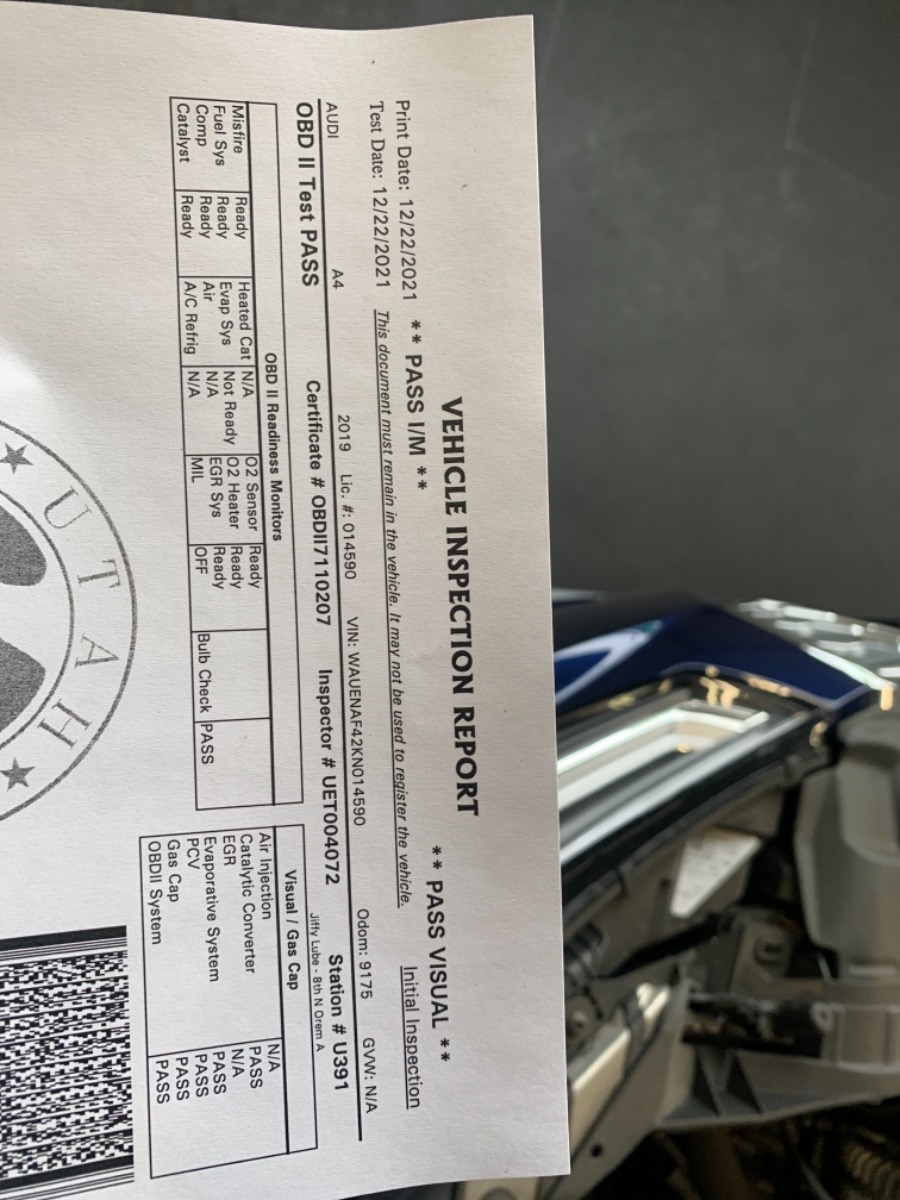 VEHICLE INSPECTION REPORT
** PASS I/M ** ** PASS VISUAL **
Print Date: 12/22/2021
Test Date: 12/22/2021 This document must remain in the vehicle. It may not be used to register the vehicle. Initial Inspection
AUDI A4 2019 Lic. #: 014590 VIN: WAUENAF42KN014590 Odom: 9175 GVW: N/A
OBD II Test PASS Certificate # OBDII7110207 Inspector # UET004072 Station # U391
Jiffy Lube - 8th N Orem A
OBD II Readiness Monitors
Misfire Ready Heated Cat N/A O2 Sensor Ready
Fuel Sys Ready Evap Sys Not Ready O2 Heater Ready
Comp Ready Air N/A EGR Sys Ready
Catalyst Ready A/C Refrig N/A MIL OFF Bulb Check PASS
Visual / Gas Cap
Air Injection N/A
Catalytic Converter PASS
EGR N/A
Evaporative System PASS
PCV PASS
Gas Cap PASS
OBDII System PASS
UTAH